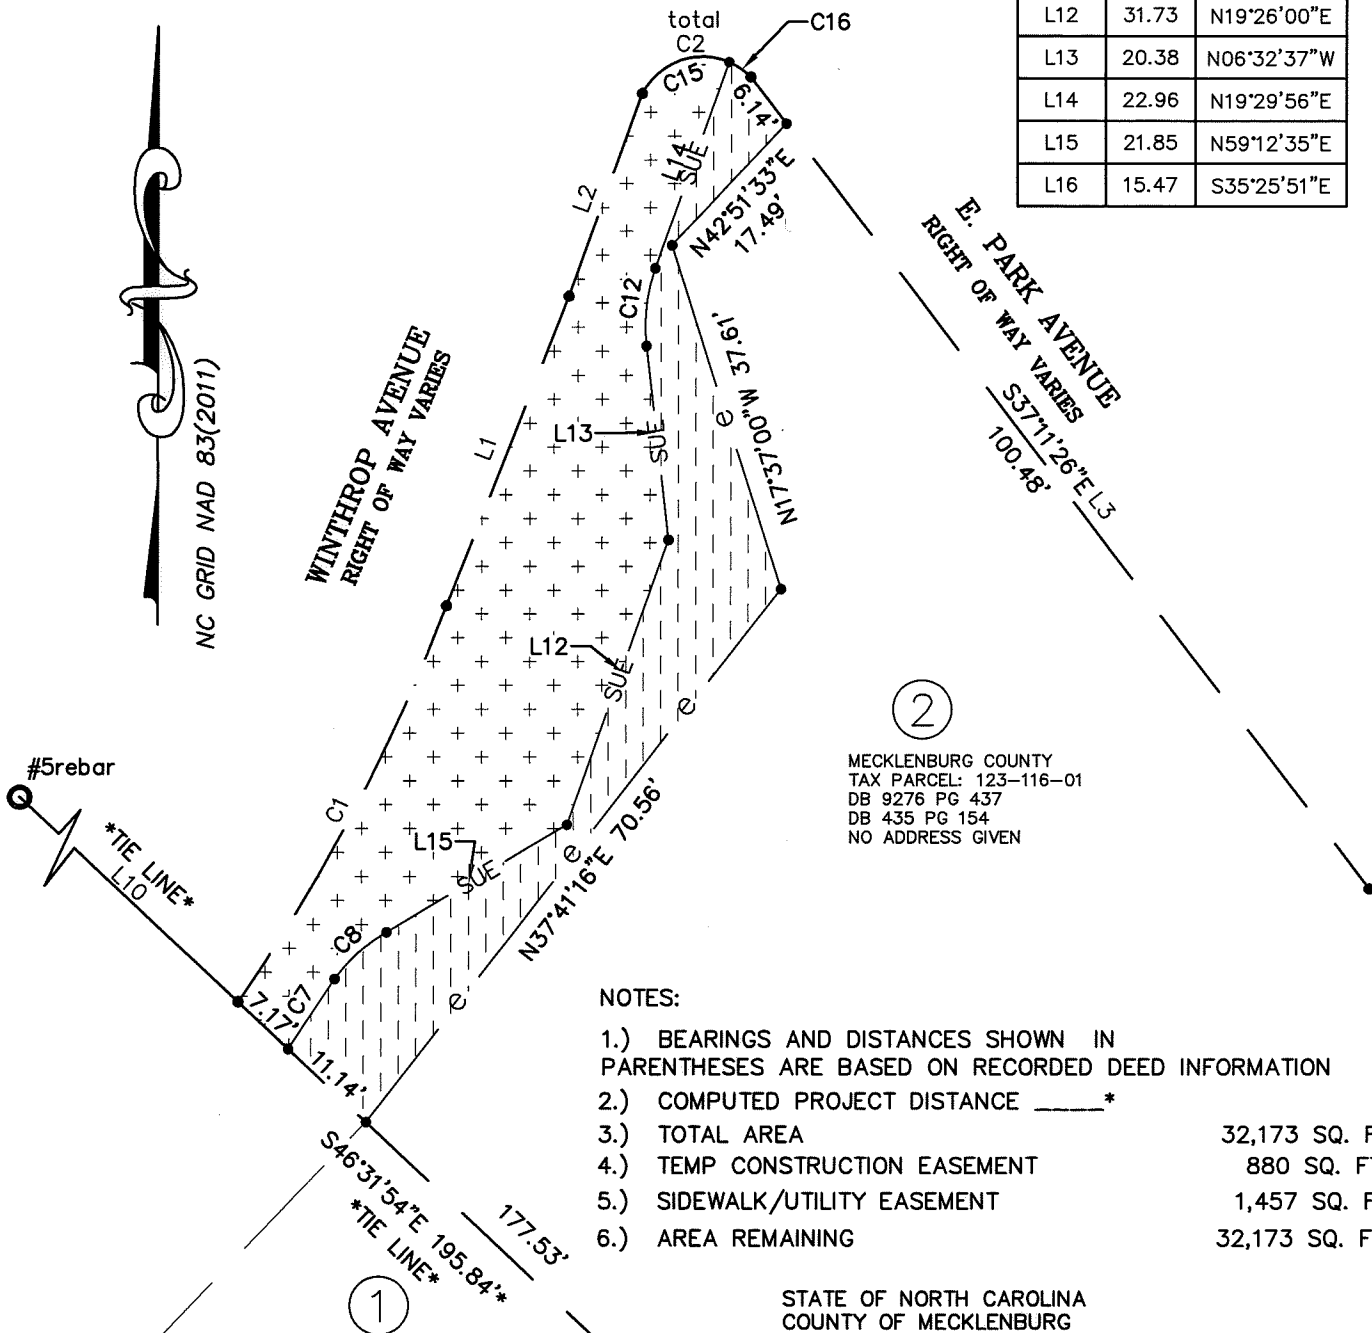 L12 31.73 N19°26'00"E
L13 20.38 N06°32'37"W
L14 22.96 N19°29'56"E
L15 21.85 N59°12'35"E
L16 15.47 S35°25'51"E
total
C2
C16
C15
6.14'
L14
SUE
N42°51'33"E
17.49'
L2
C12
NC GRID NAD 83(2011)
WINTHROP AVENUE
RIGHT OF WAY VARIES
E. PARK AVENUE
RIGHT OF WAY VARIES
S37°11'26"E L3
100.48'
N17°37'00"W 37.61'
e
L1
L13
SUE
L12
SUE
e
#5rebar
*TIE LINE*
L10
C1
L15
SUE
e
N37°41'16"E 70.56'
2
MECKLENBURG COUNTY
TAX PARCEL: 123-116-01
DB 9276 PG 437
DB 435 PG 154
NO ADDRESS GIVEN
C8
C7
e
7.17'
11.14'
S46°31'54"E 195.84'*
*TIE LINE*
177.53'
1
NOTES:
1.) BEARINGS AND DISTANCES SHOWN IN
PARENTHESES ARE BASED ON RECORDED DEED INFORMATION
2.) COMPUTED PROJECT DISTANCE _____*
3.) TOTAL AREA 32,173 SQ. F
4.) TEMP CONSTRUCTION EASEMENT 880 SQ. FT
5.) SIDEWALK/UTILITY EASEMENT 1,457 SQ. F
6.) AREA REMAINING 32,173 SQ. F
STATE OF NORTH CAROLINA
COUNTY OF MECKLENBURG